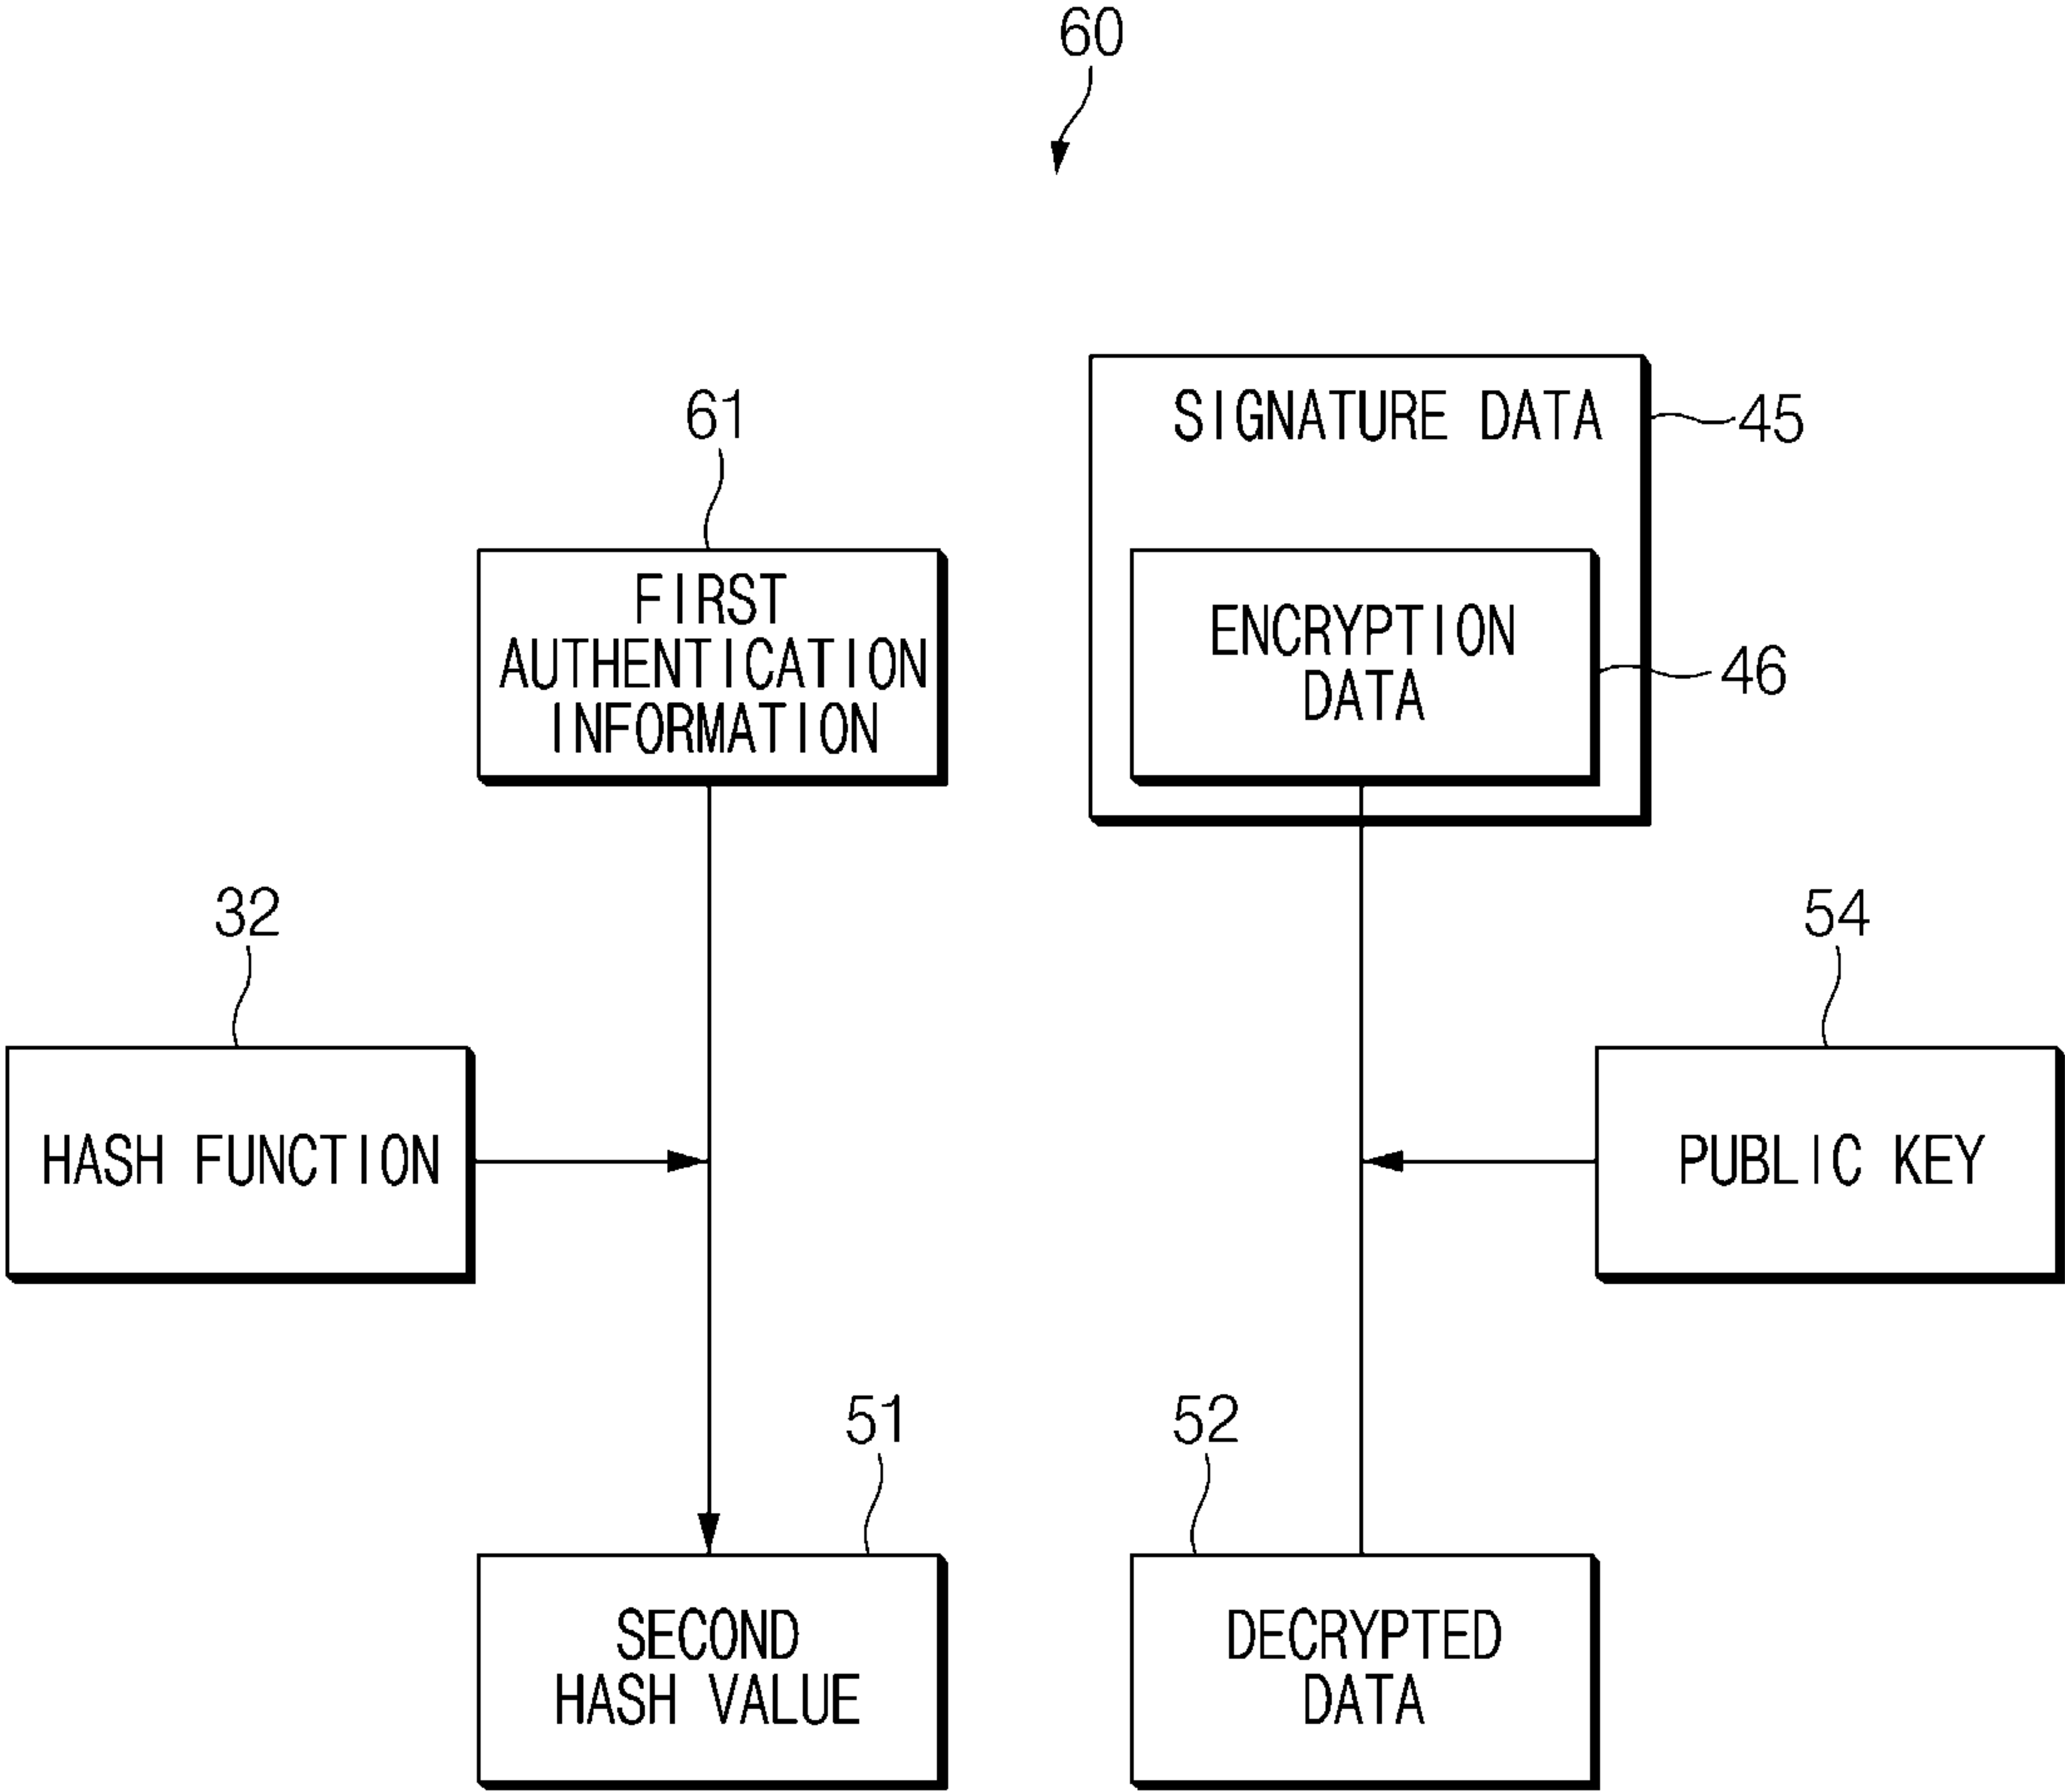 60
61
SIGNATURE DATA
45
FIRST
AUTHENTICATION
INFORMATION
ENCRYPTION
DATA
46
32
54
HASH FUNCTION
PUBLIC KEY
51
52
SECOND
HASH VALUE
DECRYPTED
DATA